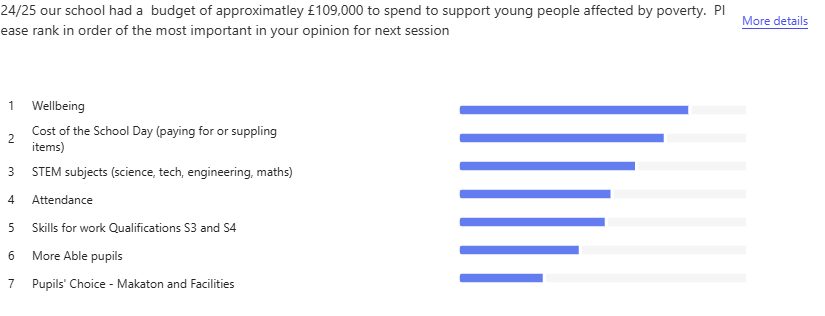 24/25 our school had a  budget of approximatley £109,000 to spend to support young people affected by poverty.  Pl
ease rank in order of the most important in your opinion for next session
More details
1 Wellbeing
2 Cost of the School Day (paying for or suppling
items)
3 STEM subjects (science, tech, engineering, maths)
4 Attendance
5 Skills for work Qualifications S3 and S4
6 More Able pupils
7 Pupils' Choice - Makaton and Facilities